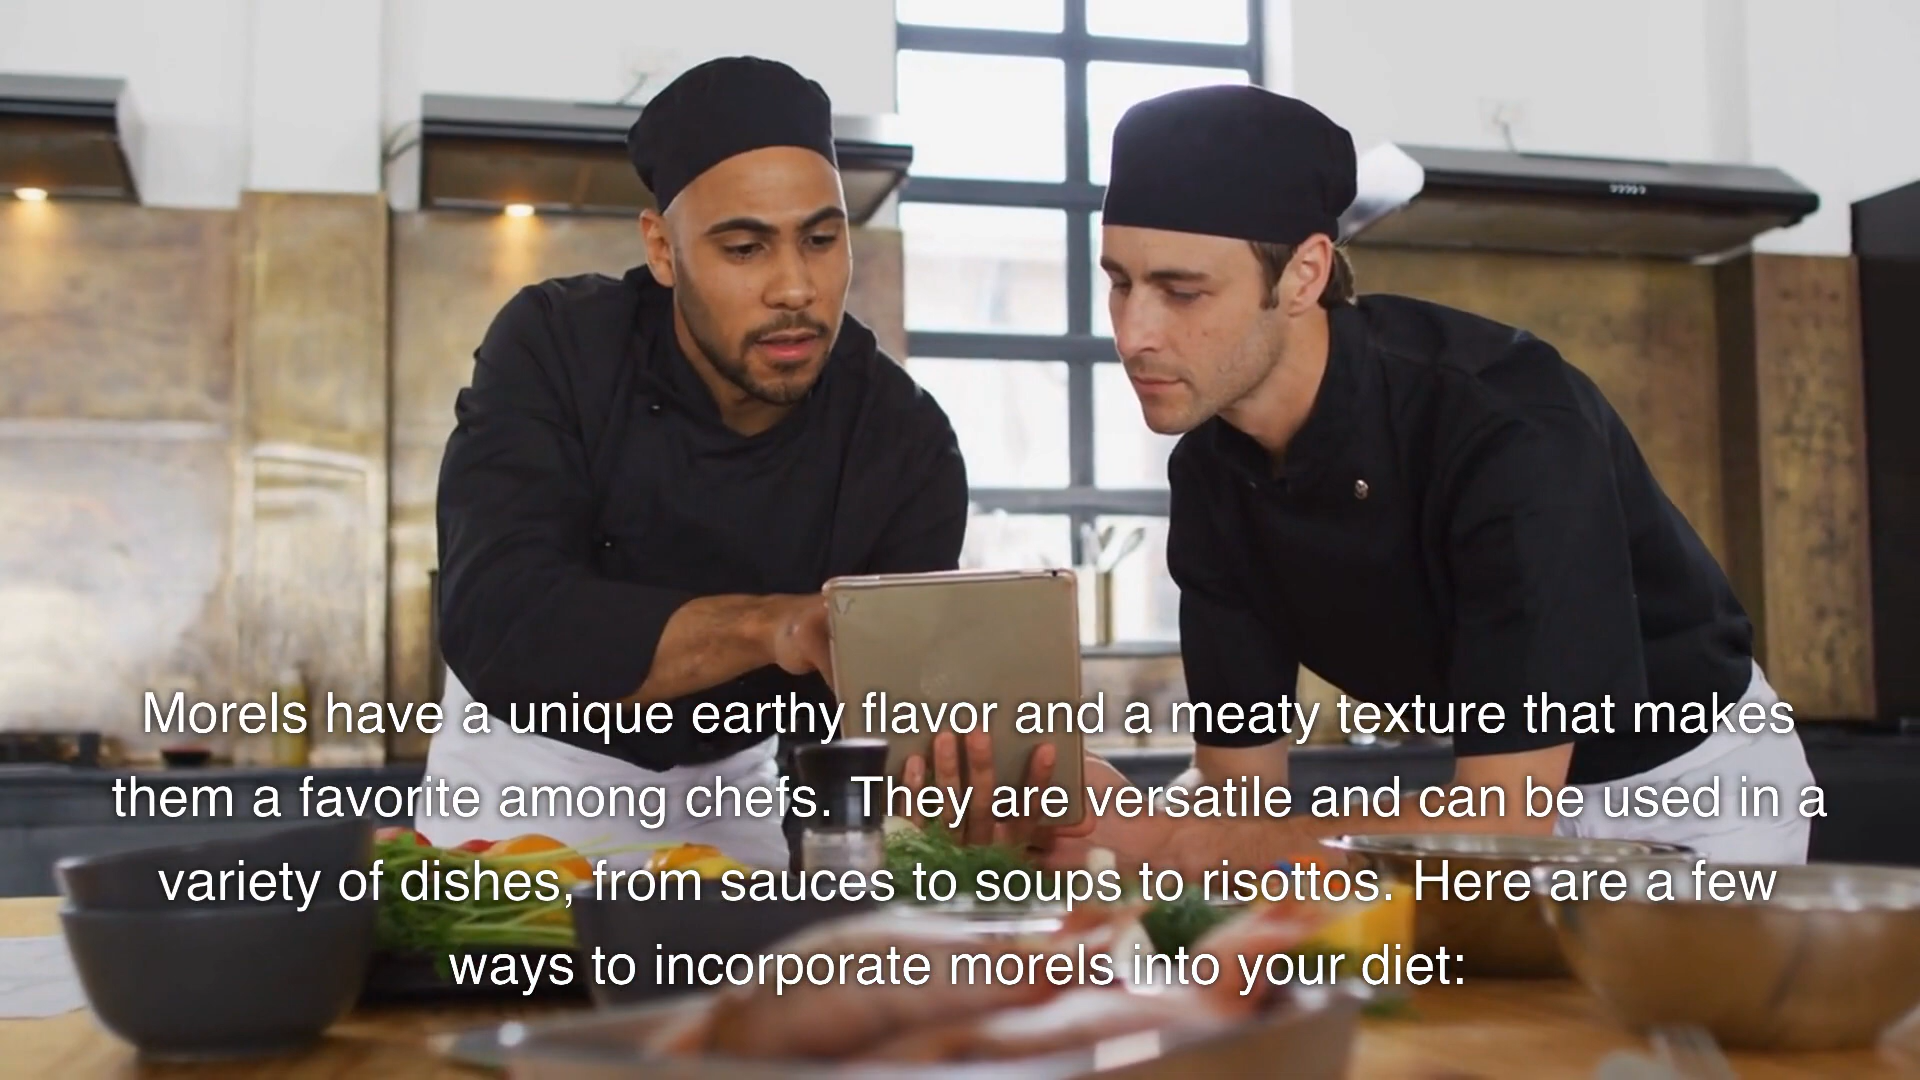 Morels have a unique earthy flavor and a meaty texture that makes
them a favorite among chefs. They are versatile and can be used in a
variety of dishes, from sauces to soups to risottos. Here are a few
ways to incorporate morels into your diet: